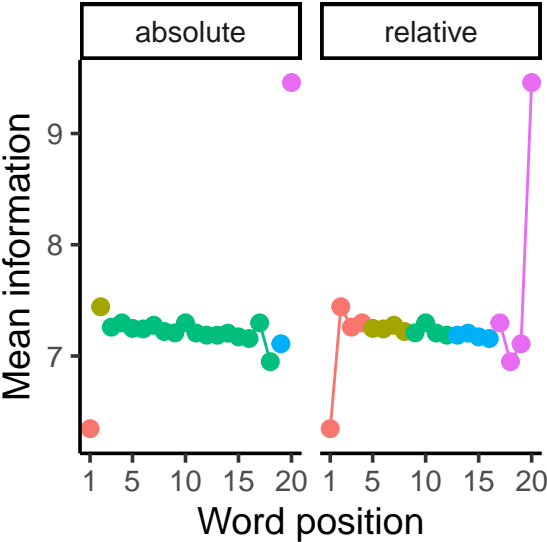 absolute relative
Mean information
9
8
7
1 5 10 15 20 1 5 10 15 20
Word position